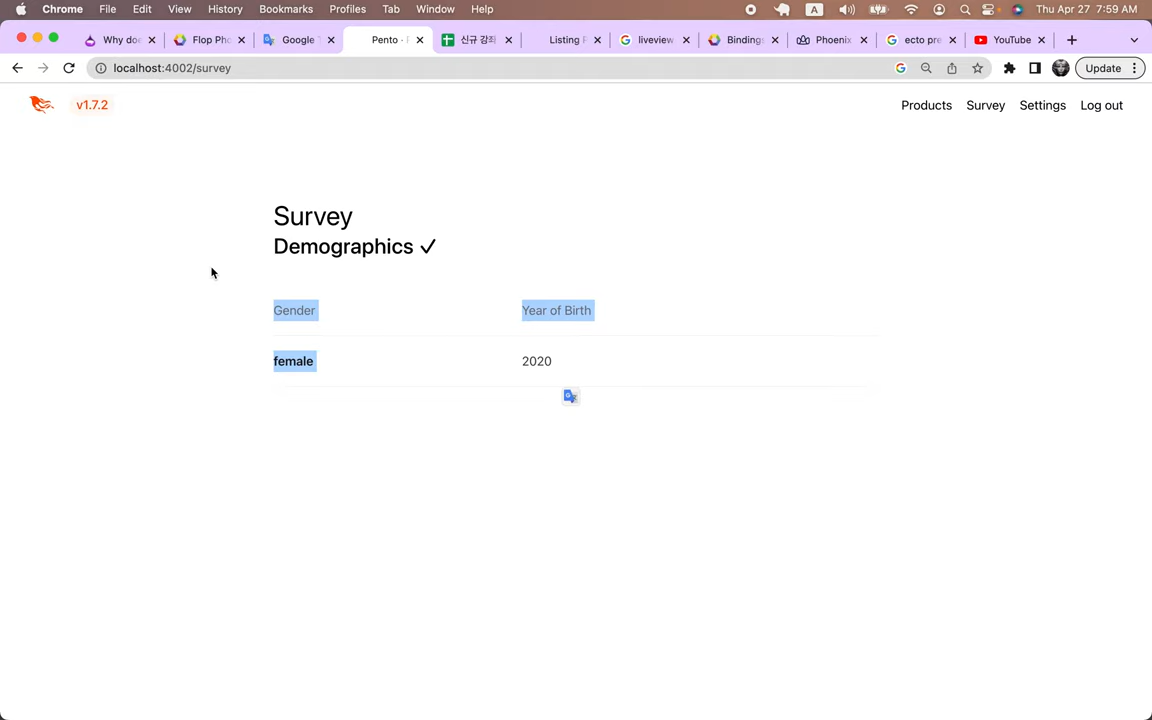 Chrome File Edit View History Bookmarks Profiles Tab Window Help A Thu Apr 27 7:59 AM
Why doe Flop Pho Google Pento - 신규 강좌 Listing liveview Binding Phoenix ecto pre YouTube
localhost:4002/survey Update
v1.7.2 Products Survey Settings Log out
Survey
Demographics ✓
Gender Year of Birth
female 2020